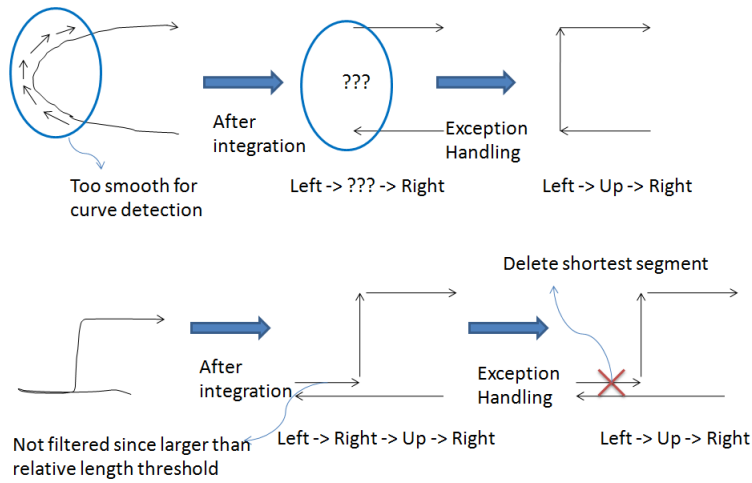 ???
After
integration
Exception
Handling
Too smooth for
curve detection
Left -> ??? -> Right
Left -> Up -> Right
Delete shortest segment
After
integration
Exception
Handling
Not filtered since larger than
relative length threshold
Left -> Right -> Up -> Right
Left -> Up -> Right